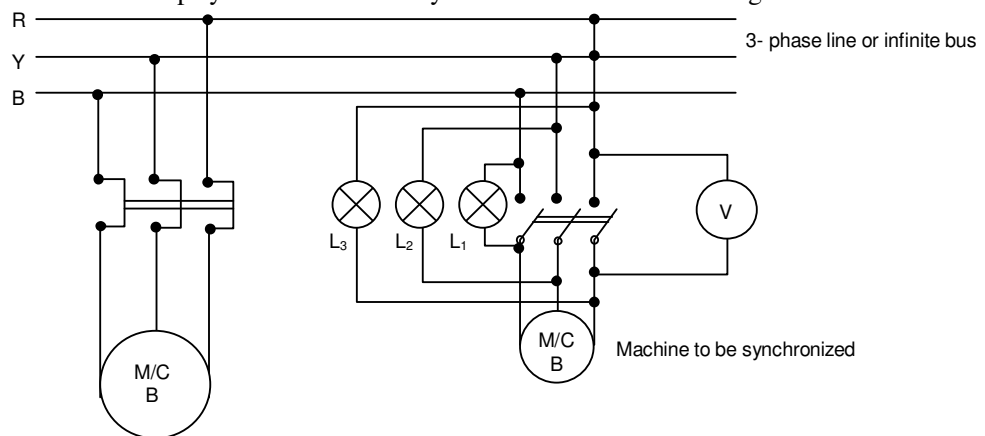 R
3- phase line or infinite bus
Y
B
L3
L2
L1
V
M/C
B
Machine to be synchronized
M/C
B